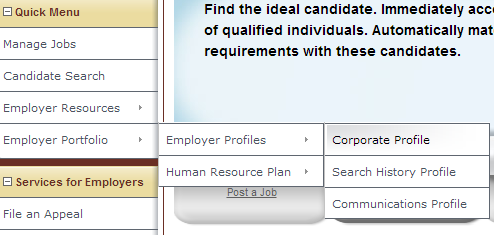 Quick Menu
Manage Jobs
Candidate Search
Employer Resources
Employer Portfolio
Services for Employers
File an Appeal
Find the ideal candidate. Immediately acc
of qualified individuals. Automatically mat
requirements with these candidates.
Employer Profiles
Human Resource Plan
Corporate Profile
Search History Profile
Communications Profile
Post a Job